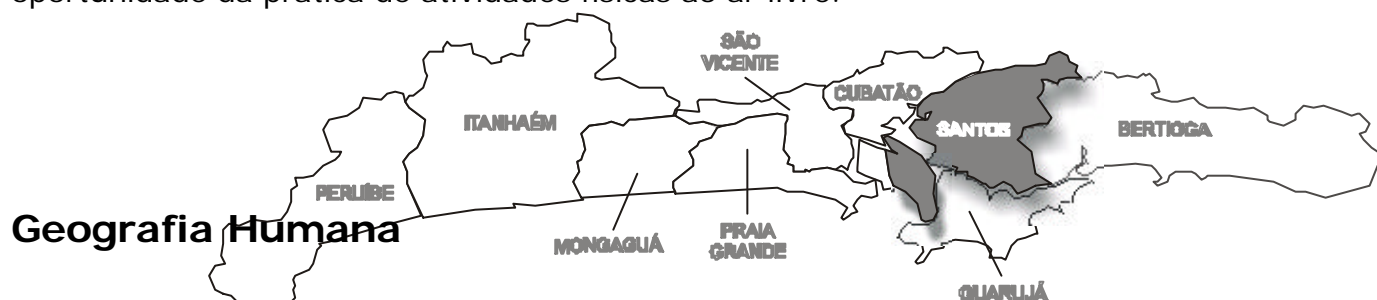 oportunidade da prática de atividades físicas ao ar livre.
SÃO
VICENTE
CUBATÃO
ITANHAÉM
SANTOS
BERTIOGA
PERUÍBE
Geografia Humana
MONGAGUÁ
PRAIA
GRANDE
GUARUJÁ